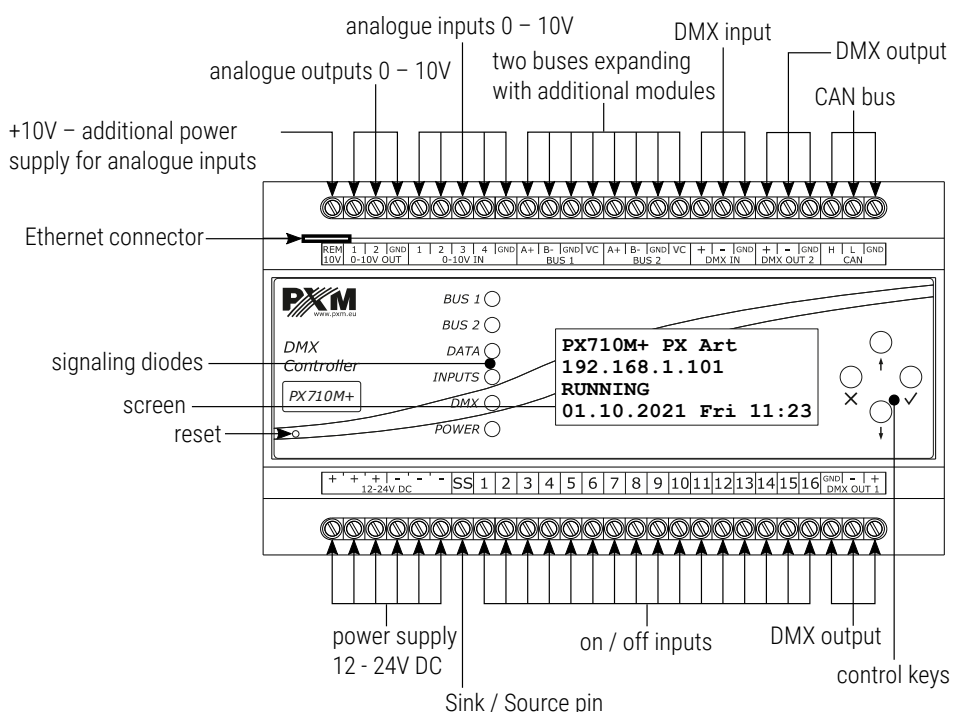 analogue inputs 0 – 10V
DMX input
analogue outputs 0 – 10V
two buses expanding
with additional modules
DMX output
CAN bus
+10V – additional power
supply for analogue inputs
Ethernet connector
REM 1 2 GND 1 2 3 4 GND A+ B- GND VC A+ B- GND VC + - GND + - GND H L GND
10V 0-10V OUT 0-10V IN BUS 1 BUS 2 DMX IN DMX OUT 2 CAN
PXM
www.pxm.eu
DMX
Controller
PX710M+
BUS 1
BUS 2
DATA
INPUTS
DMX
POWER
PX710M+ PX Art
192.168.1.101
RUNNING
01.10.2021 Fri 11:23
signaling diodes
screen
reset
+ + + - - - SS 1 2 3 4 5 6 7 8 9 10 11 12 13 14 15 16 GND - +
12-24V DC DMX OUT 1
power supply
12 - 24V DC
on / off inputs
DMX output
control keys
Sink / Source pin